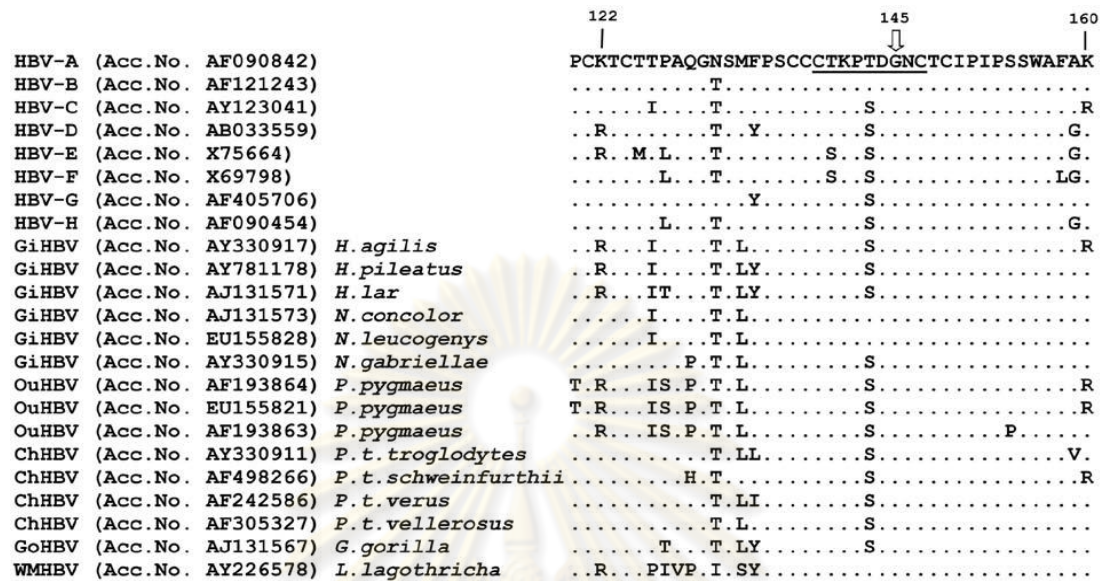 122 145 160
HBV-A (Acc.No. AF090842) PCKTCTTPAQGNSMFPSCCCTKPTDGNCTCIPIPSSWAFAK
HBV-B (Acc.No. AF121243) ...........T.............................
HBV-C (Acc.No. AY123041) ......I................S................R
HBV-D (Acc.No. AB033559) ..R........T..Y........S...............G.
HBV-E (Acc.No. X75664) ..R..M.L...T........S..S...............G.
HBV-F (Acc.No. X69798) .......L...T........S..S..............LG.
HBV-G (Acc.No. AF405706) ..............Y........S.................
HBV-H (Acc.No. AF090454) .......L...T...........S...............G.
GiHBV (Acc.No. AY330917) H.agilis ..R...I....T.L.........S................R
GiHBV (Acc.No. AY781178) H.pileatus ..R...I....T.LY........S.................
GiHBV (Acc.No. AJ131571) H.lar ..R...IT...T.LY........S.................
GiHBV (Acc.No. AJ131573) N.concolor ......I....T.L...........................
GiHBV (Acc.No. EU155828) N.leucogenys ......I....T.L...........................
GiHBV (Acc.No. AY330915) N.gabriellae .........P.T.L.........S.................
OuHBV (Acc.No. AF193864) P.pygmaeus T.R...IS.P.T.L.........S................R
OuHBV (Acc.No. EU155821) P.pygmaeus T.R...IS.P.T.L.........S................R
OuHBV (Acc.No. AF193863) P.pygmaeus ..R...IS.P.T.L.........S..........P......
ChHBV (Acc.No. AY330911) P.t.troglodytes ...........T.LL........................V.
ChHBV (Acc.No. AF498266) P.t.schweinfurthii .........H.T............................R
ChHBV (Acc.No. AF242586) P.t.verus ...........T.LI........S.................
ChHBV (Acc.No. AF305327) P.t.vellerosus ...........T.L.........S.................
GoHBV (Acc.No. AJ131567) G.gorilla .......T...T.LY........S.................
WMHBV (Acc.No. AY226578) L.lagothricha ..R...PIVP.I.SY..........................